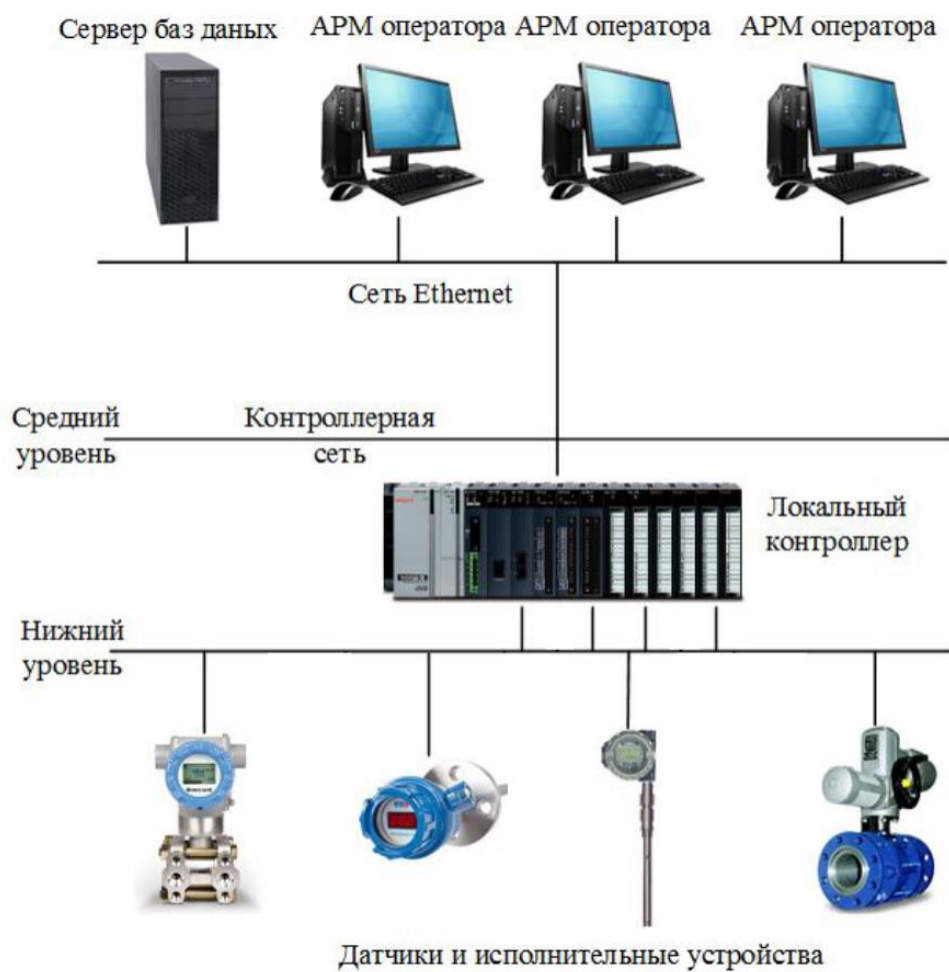 Сервер баз даных
АРМ оператора
АРМ оператора
АРМ оператора
Сеть Ethernet
Средний
уровень
Контроллерная
сеть
Локальный
контроллер
Нижний
уровень
Датчики и исполнительные устройства